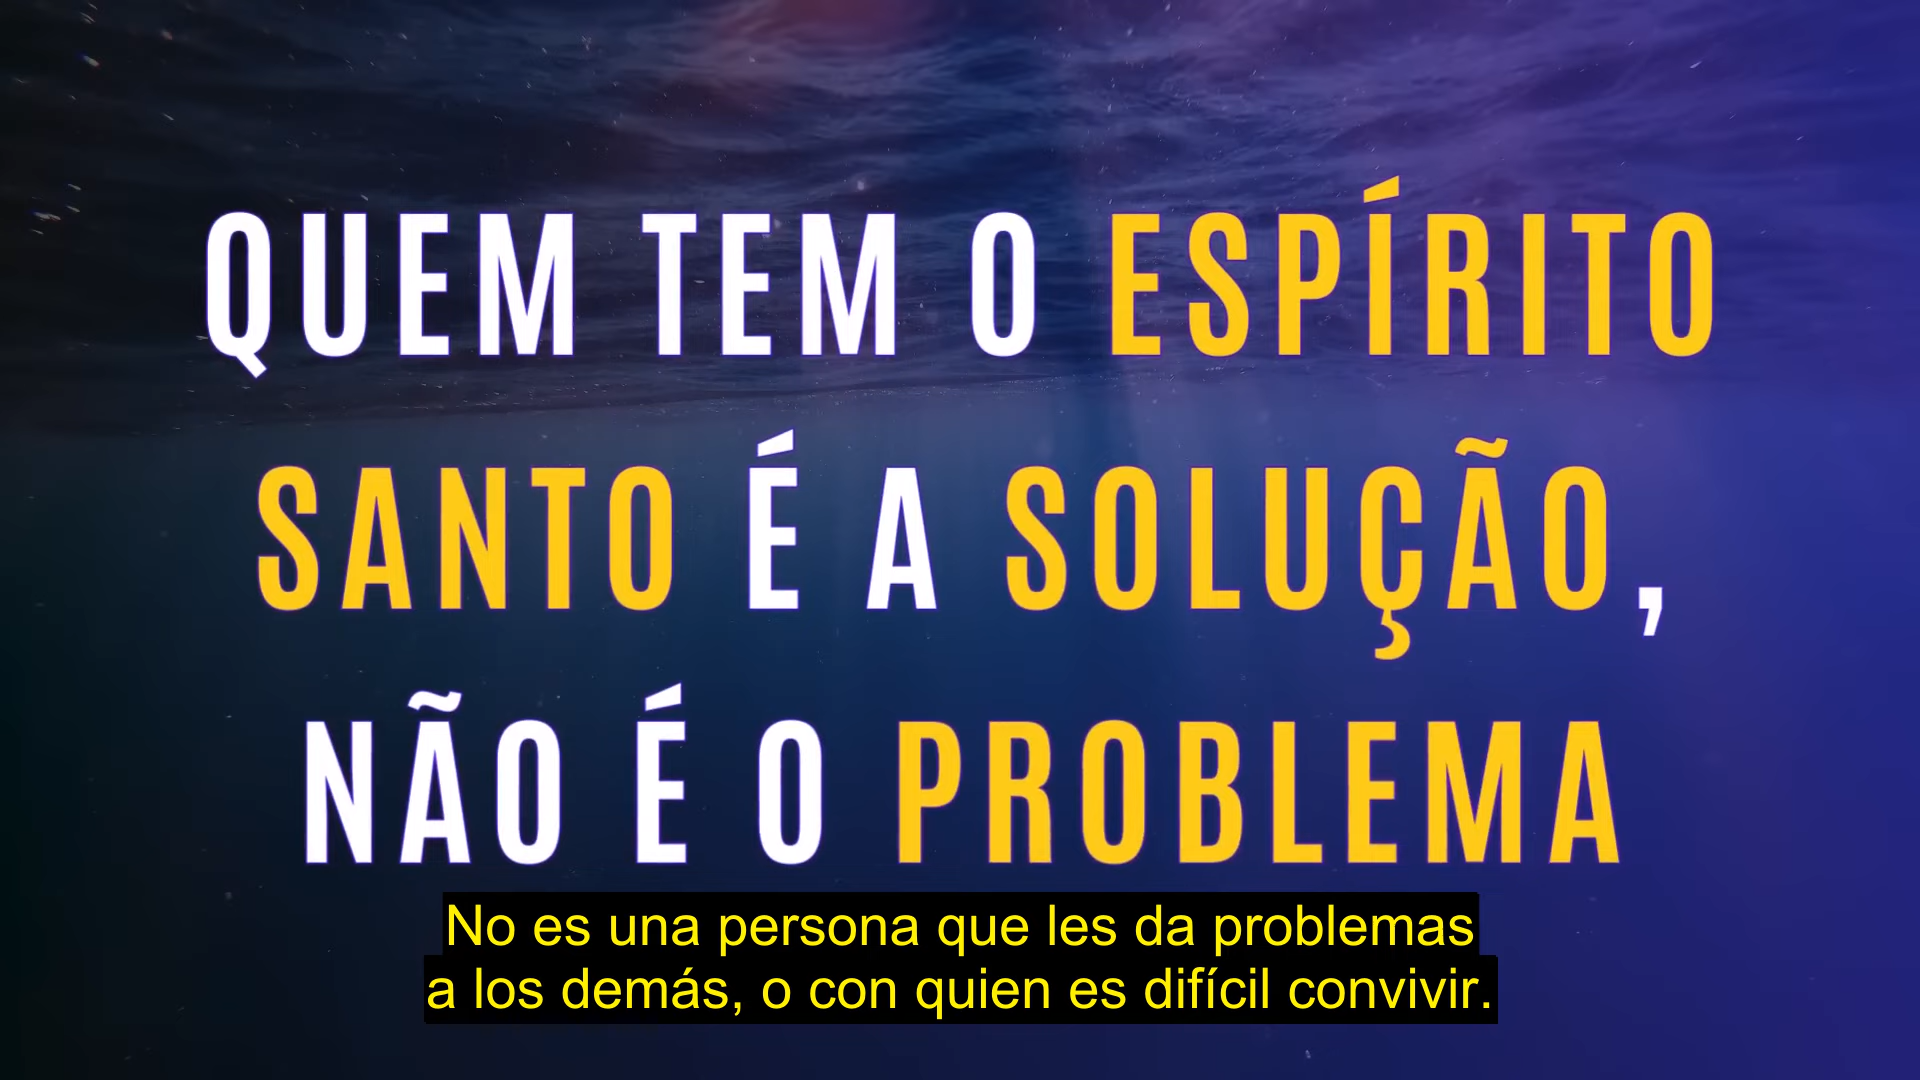 QUEM TEM O ESPÍRITO
SANTO É A SOLUÇÃO,
NÃO É O PROBLEMA
No es una persona que les da problemas
a los demás, o con quien es difícil convivir.